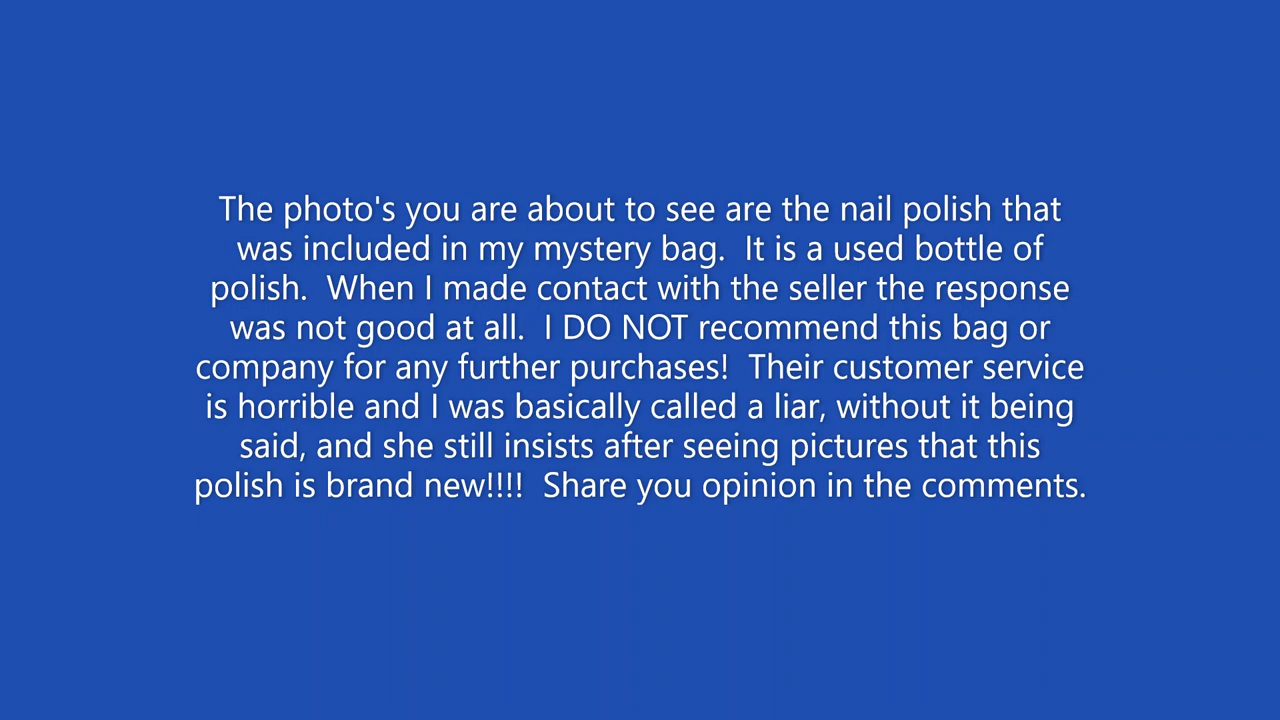 The photo's you are about to see are the nail polish that
was included in my mystery bag.  It is a used bottle of
polish.  When I made contact with the seller the response
was not good at all.  I DO NOT recommend this bag or
company for any further purchases!  Their customer service
is horrible and I was basically called a liar, without it being
said, and she still insists after seeing pictures that this
polish is brand new!!!!  Share you opinion in the comments.